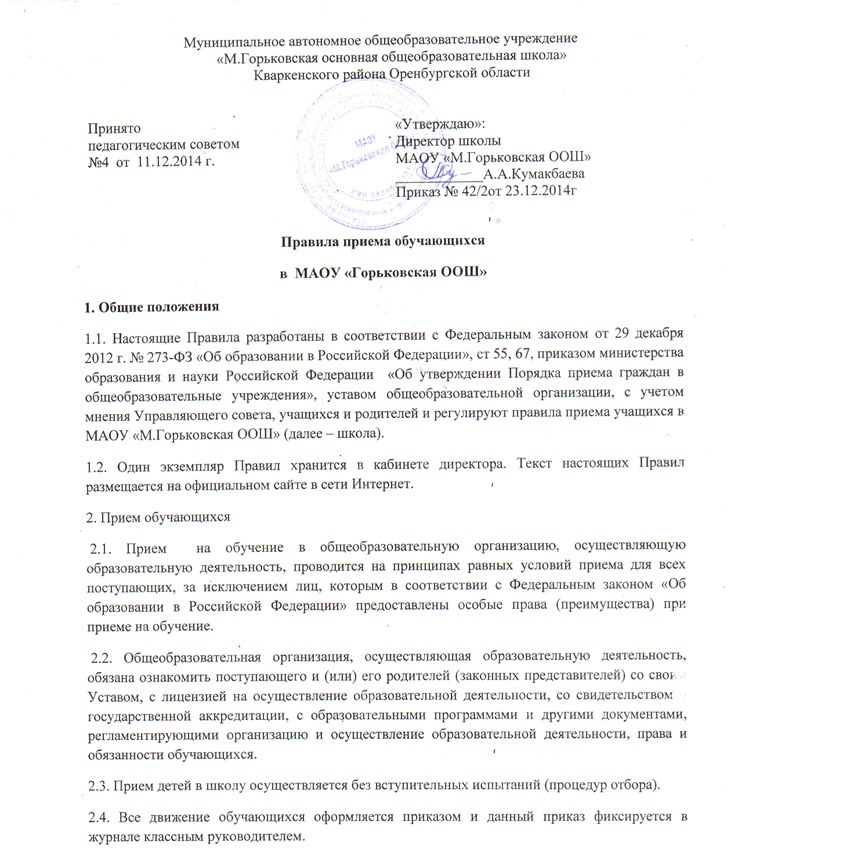 Муниципальное автономное общеобразовательное учреждение
«М.Горьковская основная общеобразовательная школа»
Кваркенского района Оренбургской области
Принято
педагогическим советом
№4 от 11.12.2014 г.
«Утверждаю»:
Директор школы
МАОУ «М.Горьковская ООШ»
____________А.А.Кумакбаева
Приказ № 42/2от 23.12.2014г
МАОУ
«М.Горьковская
Правила приема обучающихся
в МАОУ «Горьковская ООШ»
1. Общие положения
1.1. Настоящие Правила разработаны в соответствии с Федеральным законом от 29 декабря
2012 г. № 273-ФЗ «Об образовании в Российской Федерации», ст 55, 67, приказом министерства
образования и науки Российской Федерации «Об утверждении Порядка приема граждан в
общеобразовательные учреждения», уставом общеобразовательной организации, с учетом
мнения Управляющего совета, учащихся и родителей и регулируют правила приема учащихся в
МАОУ «М.Горьковская ООШ» (далее – школа).
1.2. Один экземпляр Правил хранится в кабинете директора. Текст настоящих Правил
размещается на официальном сайте в сети Интернет.
2. Прием обучающихся
2.1. Прием на обучение в общеобразовательную организацию, осуществляющую
образовательную деятельность, проводится на принципах равных условий приема для всех
поступающих, за исключением лиц, которым в соответствии с Федеральным законом «Об
образовании в Российской Федерации» предоставлены особые права (преимущества) при
приеме на обучение.
2.2. Общеобразовательная организация, осуществляющая образовательную деятельность,
обязана ознакомить поступающего и (или) его родителей (законных представителей) со свои
Уставом, с лицензией на осуществление образовательной деятельности, со свидетельством
государственной аккредитации, с образовательными программами и другими документами,
регламентирующими организацию и осуществление образовательной деятельности, права и
обязанности обучающихся.
2.3. Прием детей в школу осуществляется без вступительных испытаний (процедур отбора).
2.4. Все движение обучающихся оформляется приказом и данный приказ фиксируется в
журнале классным руководителем.